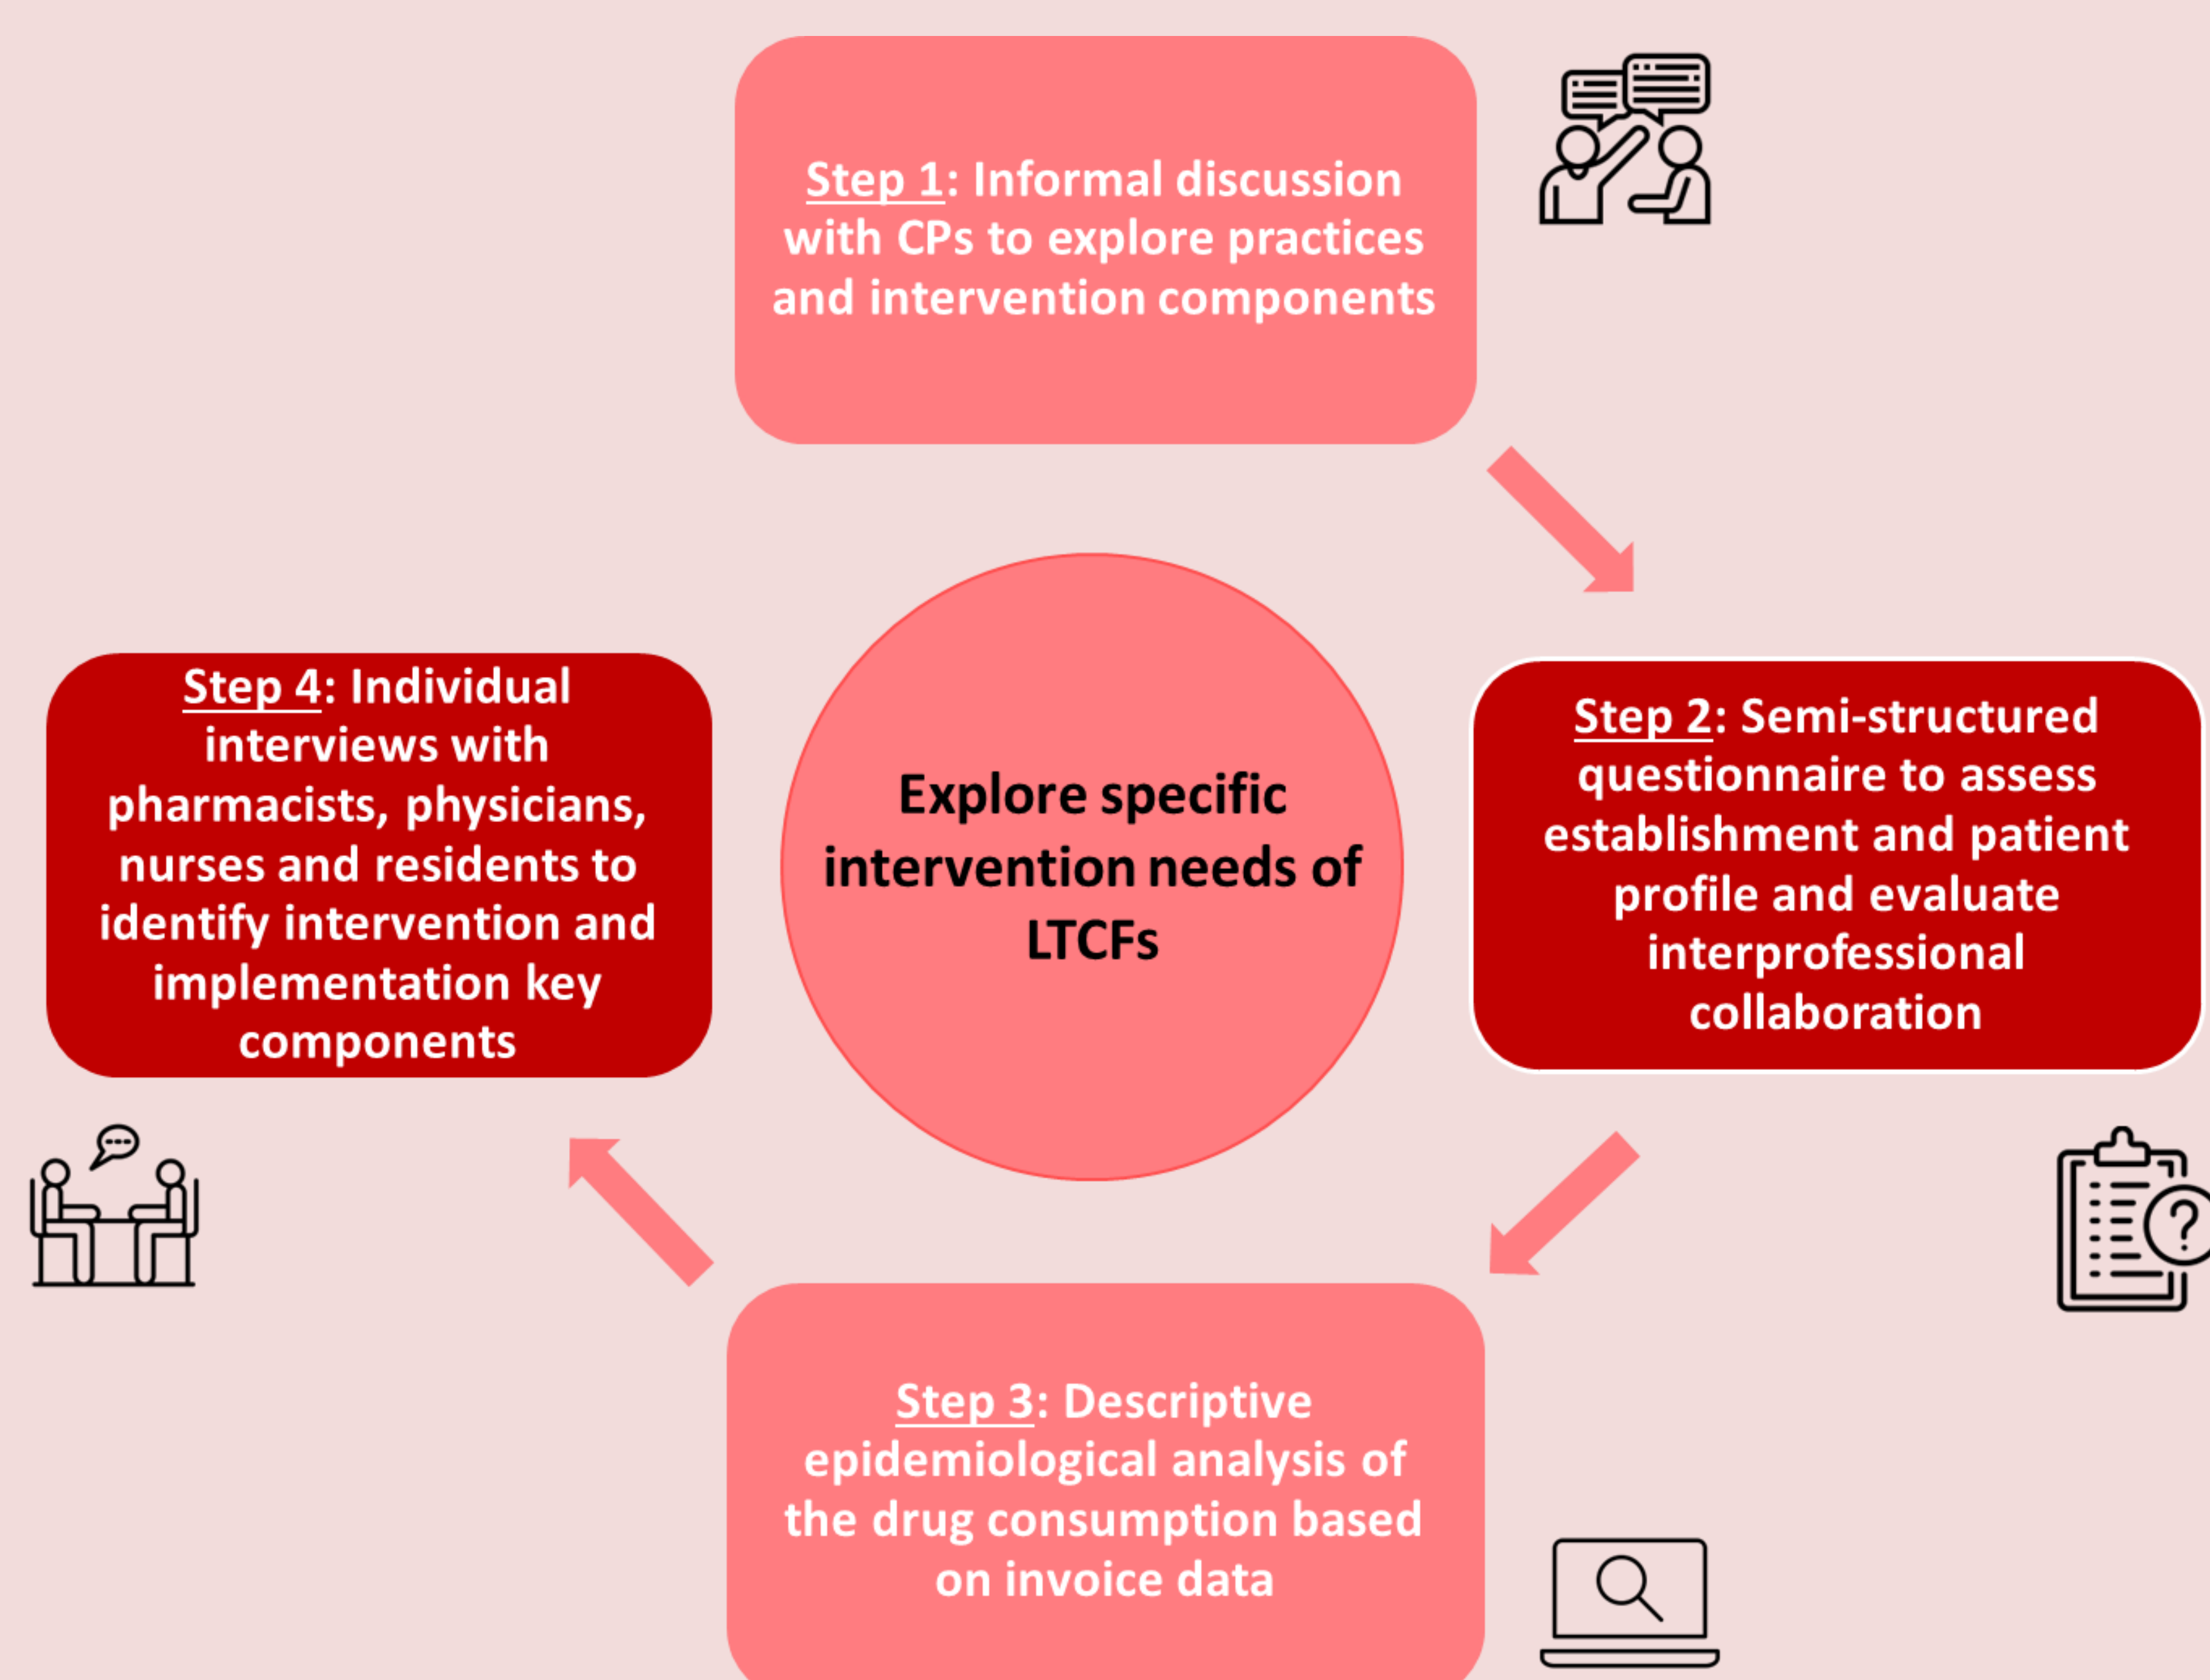 Step 1: Informal discussion
with CPs to explore practices
and intervention components
Explore specific
intervention needs of
LTCFs
Step 2: Semi-structured
questionnaire to assess
establishment and patient
profile and evaluate
interprofessional
collaboration
Step 3: Descriptive
epidemiological analysis of
the drug consumption based
on invoice data
Step 4: Individual
interviews with
pharmacists, physicians,
nurses and residents to
identify intervention and
implementation key
components
?